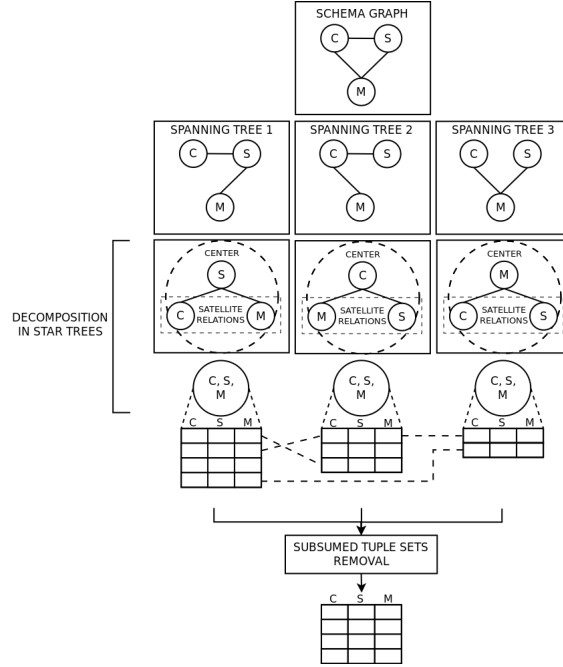 SCHEMA GRAPH
C
S
M
SPANNING TREE 1
C
S
M
SPANNING TREE 2
C
S
M
SPANNING TREE 3
C
S
M
DECOMPOSITION
IN STAR TREES
CENTER
S
SATELLITE
RELATIONS
C
M
CENTER
C
SATELLITE
RELATIONS
M
S
CENTER
M
SATELLITE
RELATIONS
C
S
C, S,
M
C, S,
M
C, S,
M
C S M
C S M
C S M
SUBSUMED TUPLE SETS
REMOVAL
C S M